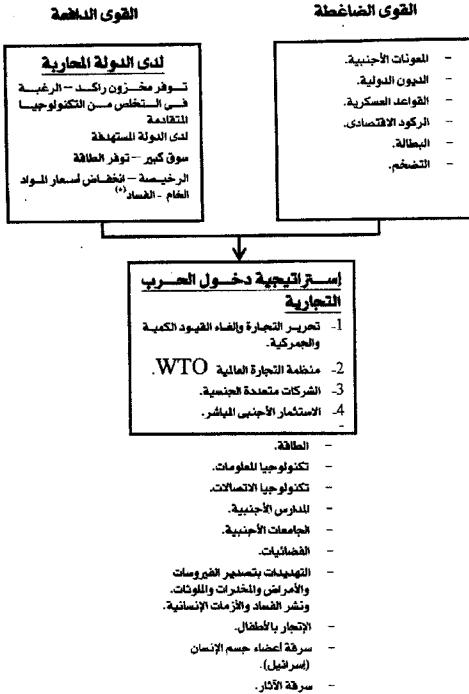 القوى الضاغطة
القوى الدافعة
- المعونات الأجنبية.
- الديون الدولية.
- القواعد العسكرية.
- الركود الاقتصادى.
- البطالة.
- التضخم.
لدى الدولة المحاربة
توفر مخزون راكد – الرغبة
فى التخلص من التكنولوجيا
المتقادمة
لدى الدولة المستهدفة
سوق كبير – توفر الطاقة
الرخيصة – انخفاض أسعار المواد
الخام - الفساد(*)
إستراتيجية دخول الحرب
التجارية
1- تحرير التجارة وإلغاء القيود الكمية
والجمركية.
2- منظمة التجارة العالمية WTO.
3- الشركات متعددة الجنسية.
4- الاستثمار الأجنبى المباشر.
-
- الطاقة.
- تكنولوجيا المعلومات.
- تكنولوجيا الاتصالات.
- المدارس الأجنبية.
- الجامعات الأجنبية.
- الفضائيات.
- التهديدات بتصدير الفيروسات
والأمراض والمخدرات والملوثات.
ونشر الفساد والأزمات الإنسانية.
- الإتجار بالأطفال.
- سرقة أعضاء جسم الإنسان
(إسرائيل).
- سرقة الآثار.